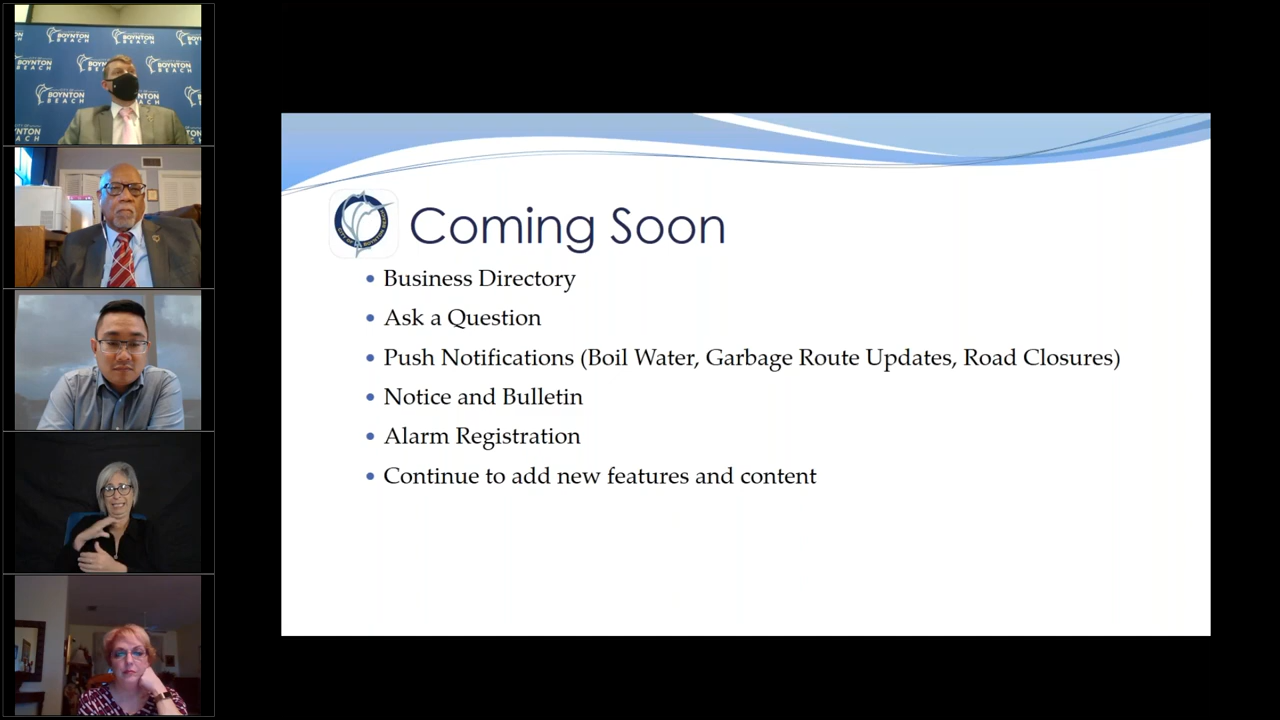 BOYNTON
BEACH
BOYNTON
BEACH
BOYNTON
BEACH
Coming Soon
Business Directory
Ask a Question
Push Notifications (Boil Water, Garbage Route Updates, Road Closures)
Notice and Bulletin
Alarm Registration
Continue to add new features and content